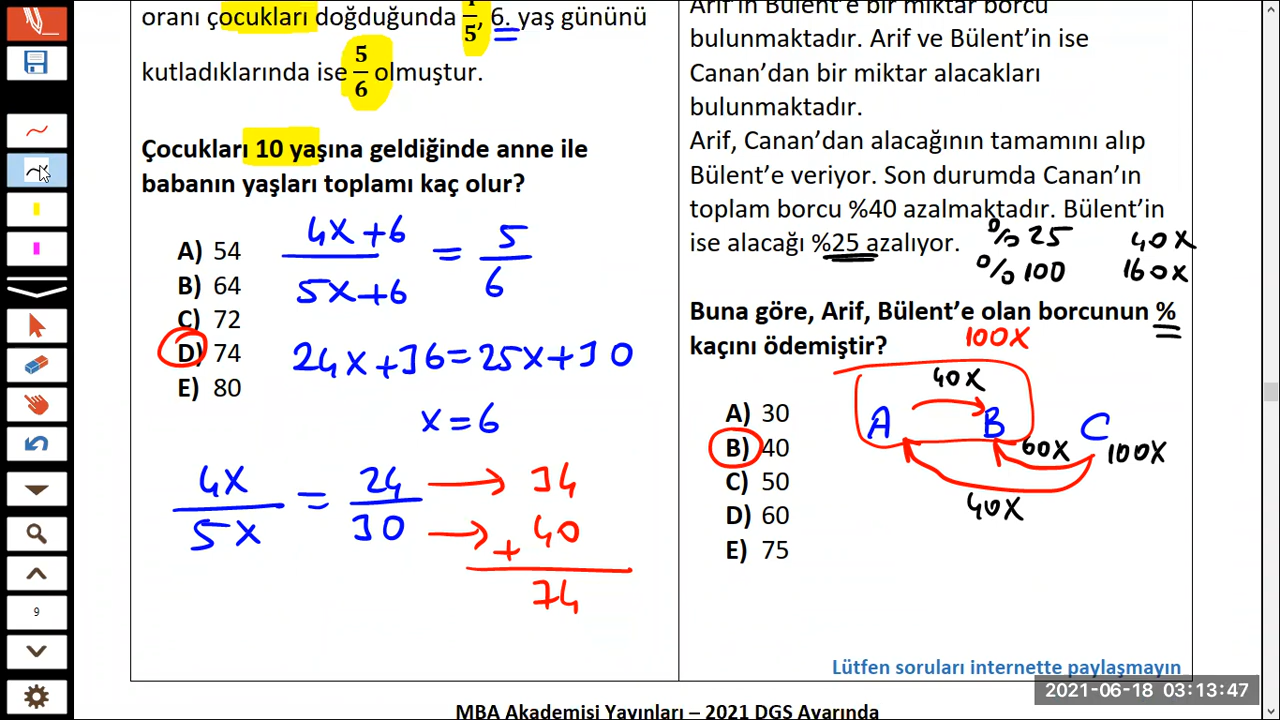 oranı çocukları doğduğunda /5, 6. yaş gününü
kutladıklarında ise 5/6 olmuştur.
Çocukları 10 yaşına geldiğinde anne ile
babanın yaşları toplamı kaç olur?
A) 54
B) 64
C) 72
D) 74
E) 80
4x+6 / 5x+6 = 5/6
24x+36=25x+30
x=6
4x/5x = 24/30
→ 34
→ 40
+
74
Arif'in Bülent'e bir miktar borcu
bulunmaktadır. Arif ve Bülent'in ise
Canan'dan bir miktar alacakları
bulunmaktadır.
Arif, Canan'dan alacağının tamamını alıp
Bülent'e veriyor. Son durumda Canan'ın
toplam borcu %40 azalmaktadır. Bülent'in
ise alacağı %25 azalıyor.
%25 40x
%100 160x
Buna göre, Arif, Bülent'e olan borcunun %
kaçını ödemiştir?
100x
40x
A B C
60x 100x
40x
A) 30
B) 40
C) 50
D) 60
E) 75
Lütfen soruları internette paylaşmayın
MBA Akademisi Yayınları – 2021 DGS Ayarında
9
2021-06-18 03:13:47